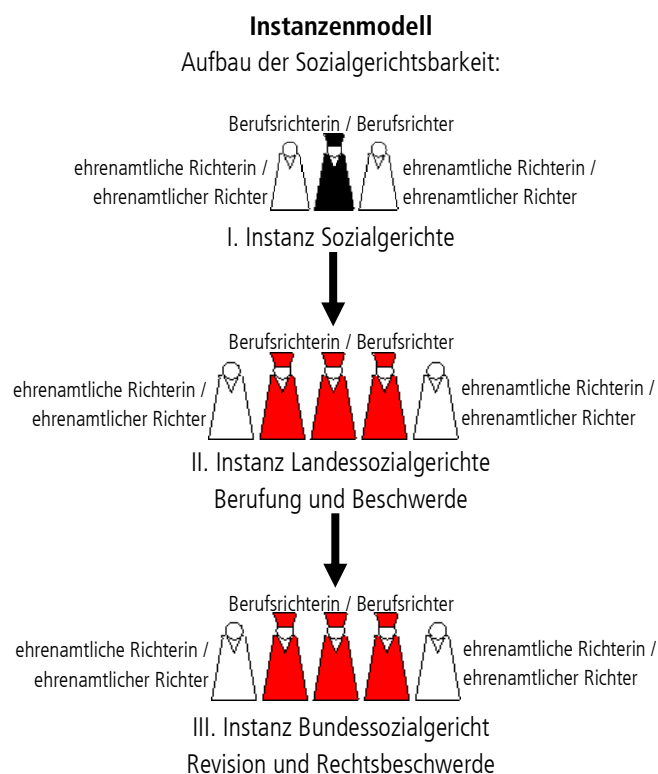 Instanzenmodell
Aufbau der Sozialgerichtsbarkeit:
Berufsrichterin / Berufsrichter
ehrenamtliche Richterin /
ehrenamtlicher Richter
ehrenamtliche Richterin /
ehrenamtlicher Richter
I. Instanz Sozialgerichte
Berufsrichterin / Berufsrichter
ehrenamtliche Richterin /
ehrenamtlicher Richter
ehrenamtliche Richterin /
ehrenamtlicher Richter
II. Instanz Landessozialgerichte
Berufung und Beschwerde
Berufsrichterin / Berufsrichter
ehrenamtliche Richterin /
ehrenamtlicher Richter
ehrenamtliche Richterin /
ehrenamtlicher Richter
III. Instanz Bundessozialgericht
Revision und Rechtsbeschwerde